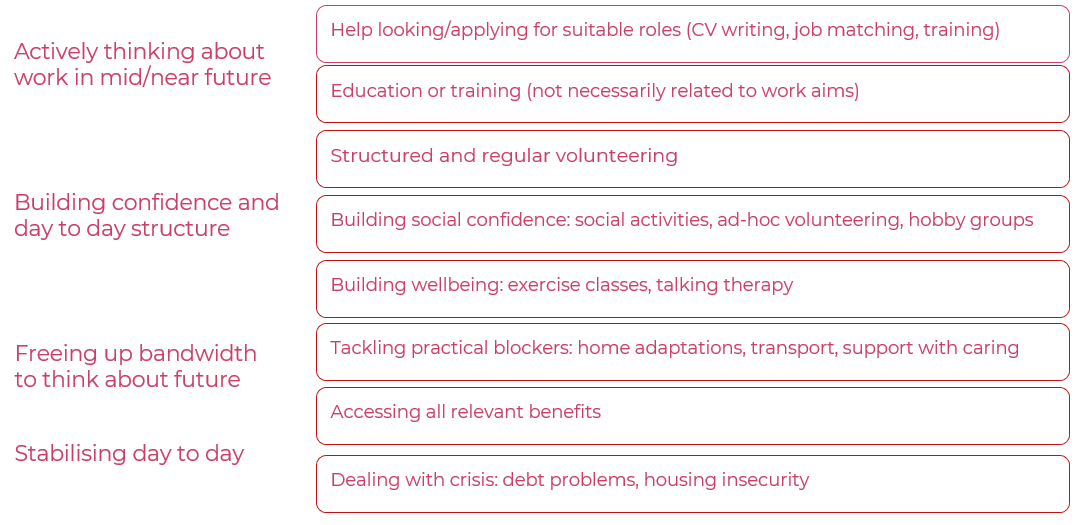 Actively thinking about
work in mid/near future
Help looking/applying for suitable roles (CV writing, job matching, training)
Education or training (not necessarily related to work aims)
Building confidence and
day to day structure
Structured and regular volunteering
Building social confidence: social activities, ad-hoc volunteering, hobby groups
Building wellbeing: exercise classes, talking therapy
Freeing up bandwidth
to think about future
Tackling practical blockers: home adaptations, transport, support with caring
Accessing all relevant benefits
Stabilising day to day
Dealing with crisis: debt problems, housing insecurity